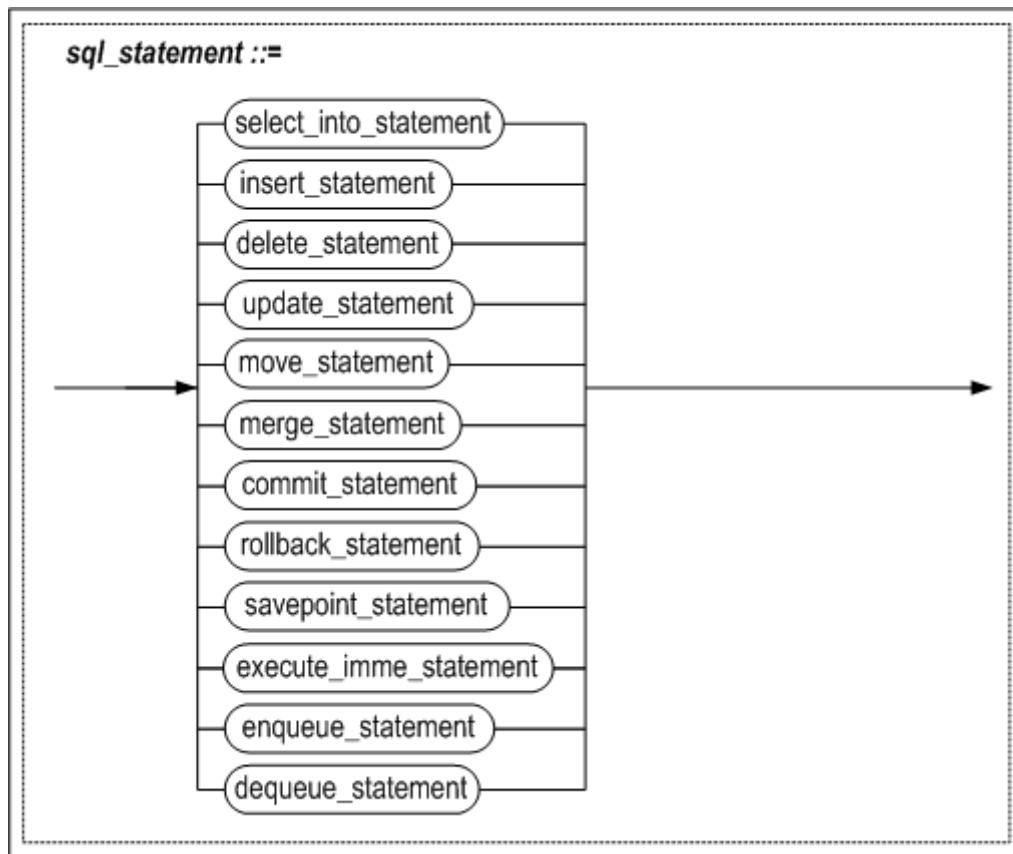 sql_statement ::=
select_into_statement
insert_statement
delete_statement
update_statement
move_statement
merge_statement
commit_statement
rollback_statement
savepoint_statement
execute_imme_statement
enqueue_statement
dequeue_statement